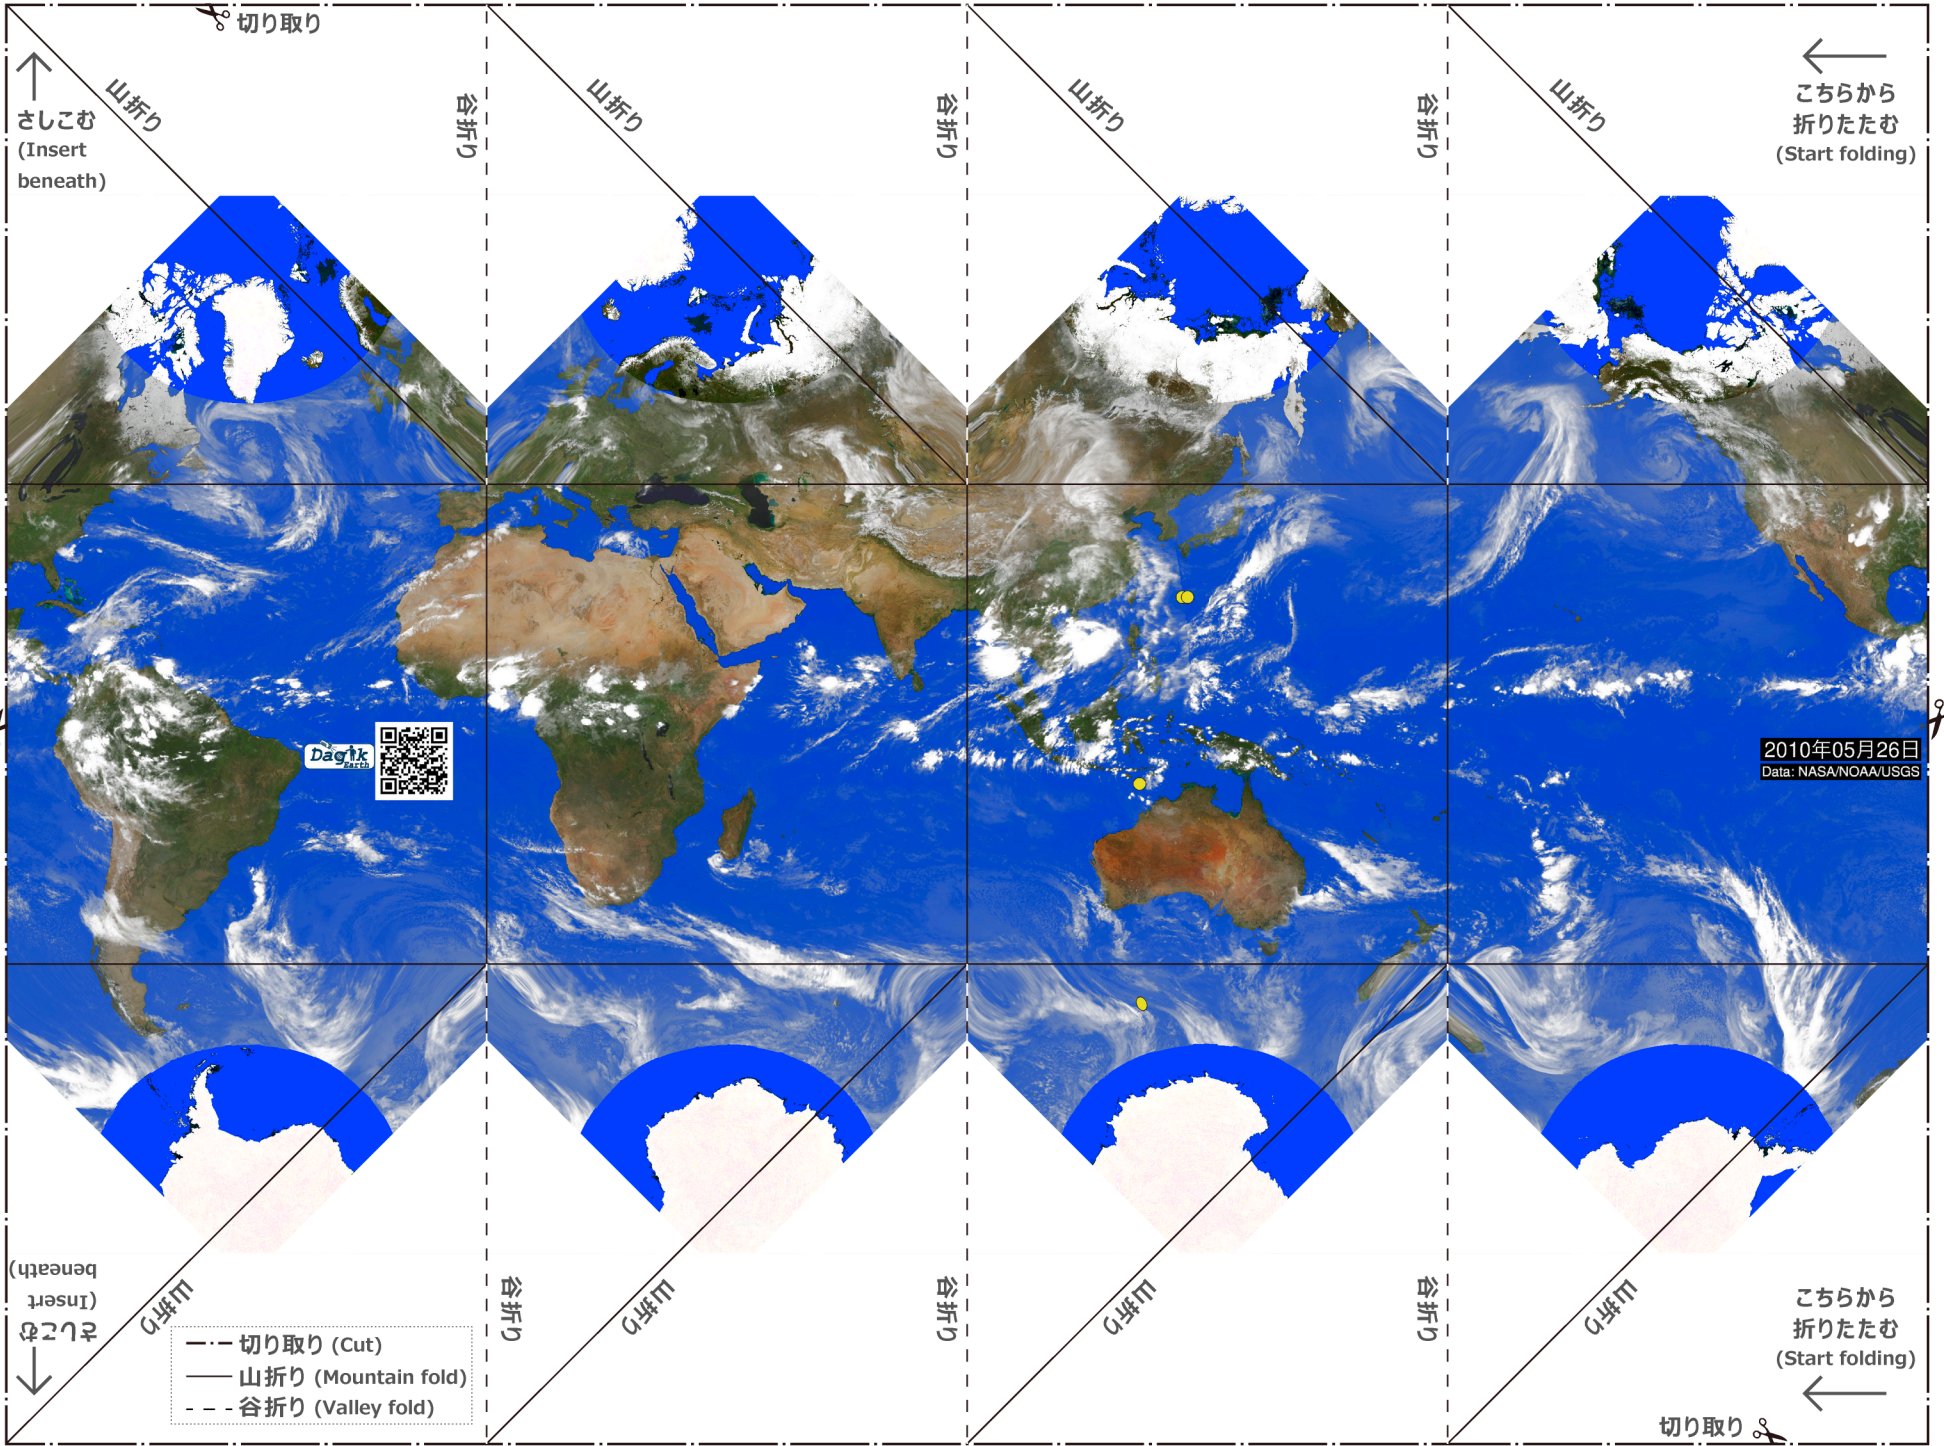 切り取り
山折り
谷折り
山折り
谷折り
山折り
谷折り
山折り
さしこむ
(Insert
beneath)
こちらから
折りたたむ
(Start folding)
Dagik
Earth
2010年05月26日
Data: NASA/NOAA/USGS
さしこむ
(Insert
beneath)
山折り
谷折り
山折り
谷折り
山折り
谷折り
山折り
切り取り (Cut)
山折り (Mountain fold)
谷折り (Valley fold)
こちらから
折りたたむ
(Start folding)
切り取り